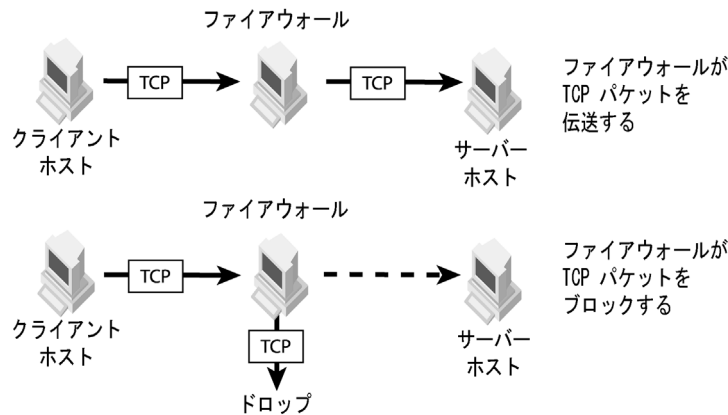 ファイアウォール
TCP
TCP
クライアント
ホスト
サーバー
ホスト
ファイアウォールが
TCP パケットを
伝送する
ファイアウォール
TCP
クライアント
ホスト
TCP
ドロップ
サーバー
ホスト
ファイアウォールが
TCP パケットを
ブロックする